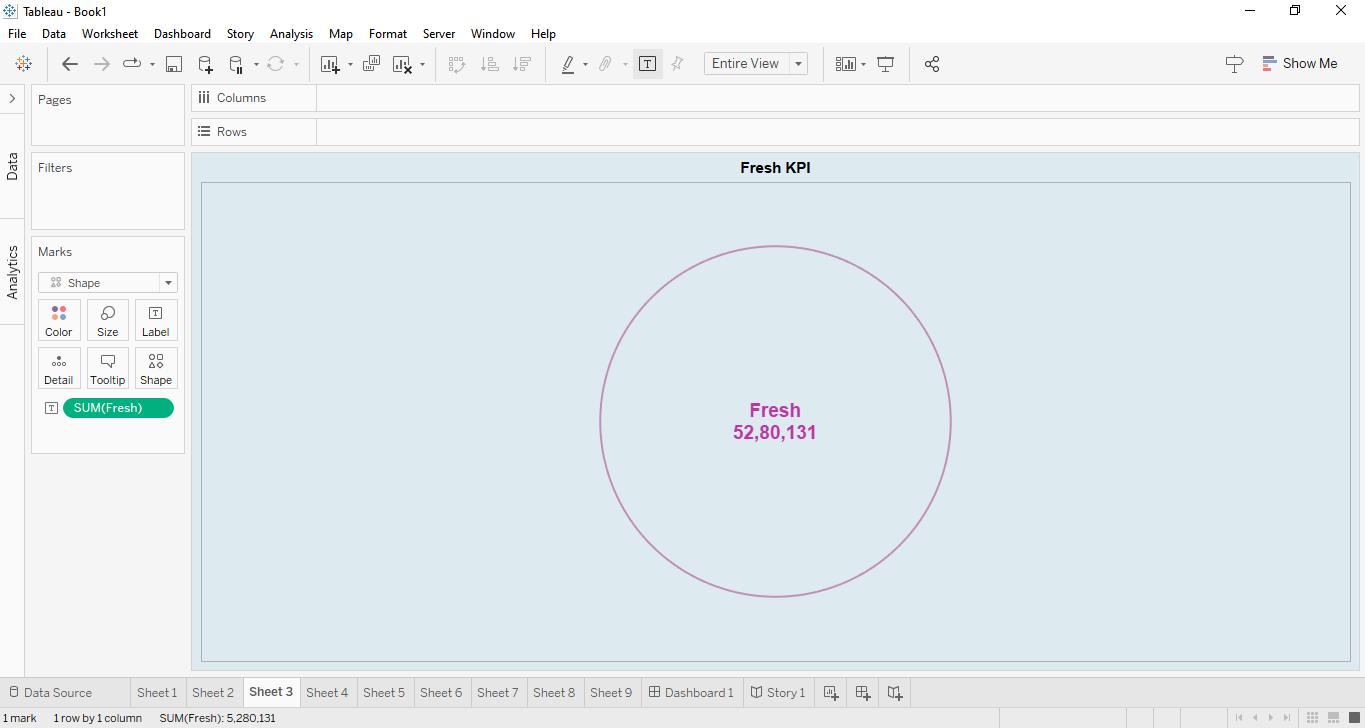 Tableau - Book1
File Data Worksheet Dashboard Story Analysis Map Format Server Window Help
Entire View
Show Me
Pages
Columns
Rows
Data
Filters
Fresh KPI
Marks
Analytics
Shape
Color Size Label
Detail Tooltip Shape
T SUM(Fresh)
Fresh
52,80,131
Data Source Sheet 1 Sheet 2 Sheet 3 Sheet 4 Sheet 5 Sheet 6 Sheet 7 Sheet 8 Sheet 9 Dashboard 1 Story 1
1 mark 1 row by 1 column SUM(Fresh): 5,280,131